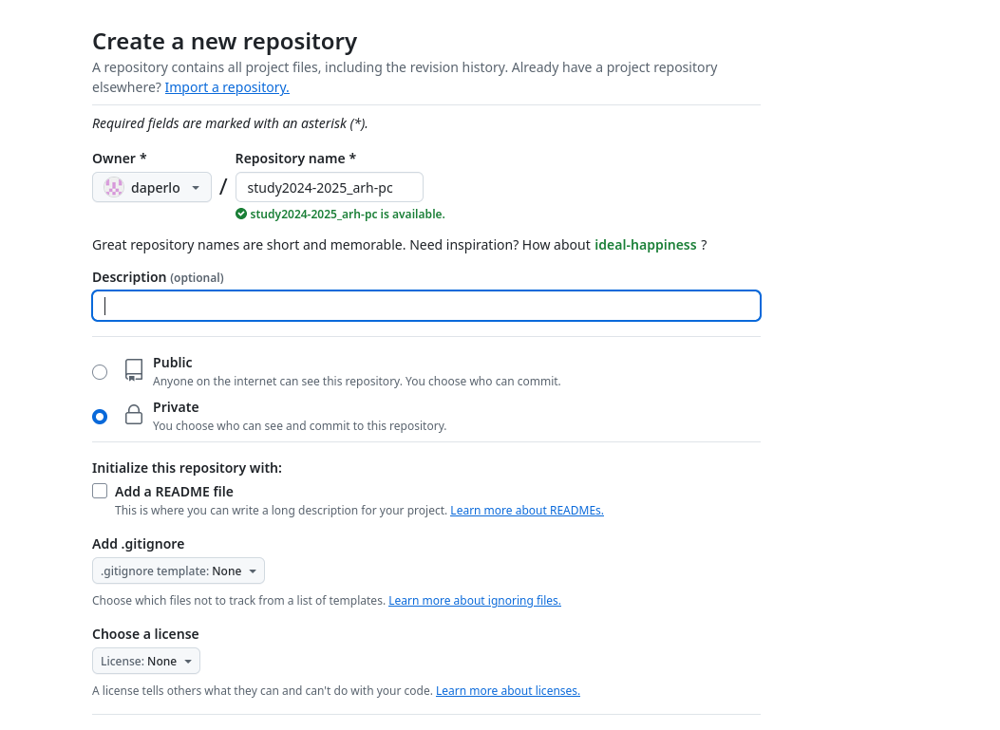 Create a new repository
A repository contains all project files, including the revision history. Already have a project repository
elsewhere? Import a repository.
Required fields are marked with an asterisk (*).
Owner * Repository name *
daperlo / study2024-2025_arh-pc
study2024-2025_arh-pc is available.
Great repository names are short and memorable. Need inspiration? How about ideal-happiness ?
Description (optional)
Public
Anyone on the internet can see this repository. You choose who can commit.
Private
You choose who can see and commit to this repository.
Initialize this repository with:
Add a README file
This is where you can write a long description for your project. Learn more about READMEs.
Add .gitignore
.gitignore template: None
Choose which files not to track from a list of templates. Learn more about ignoring files.
Choose a license
License: None
A license tells others what they can and can't do with your code. Learn more about licenses.